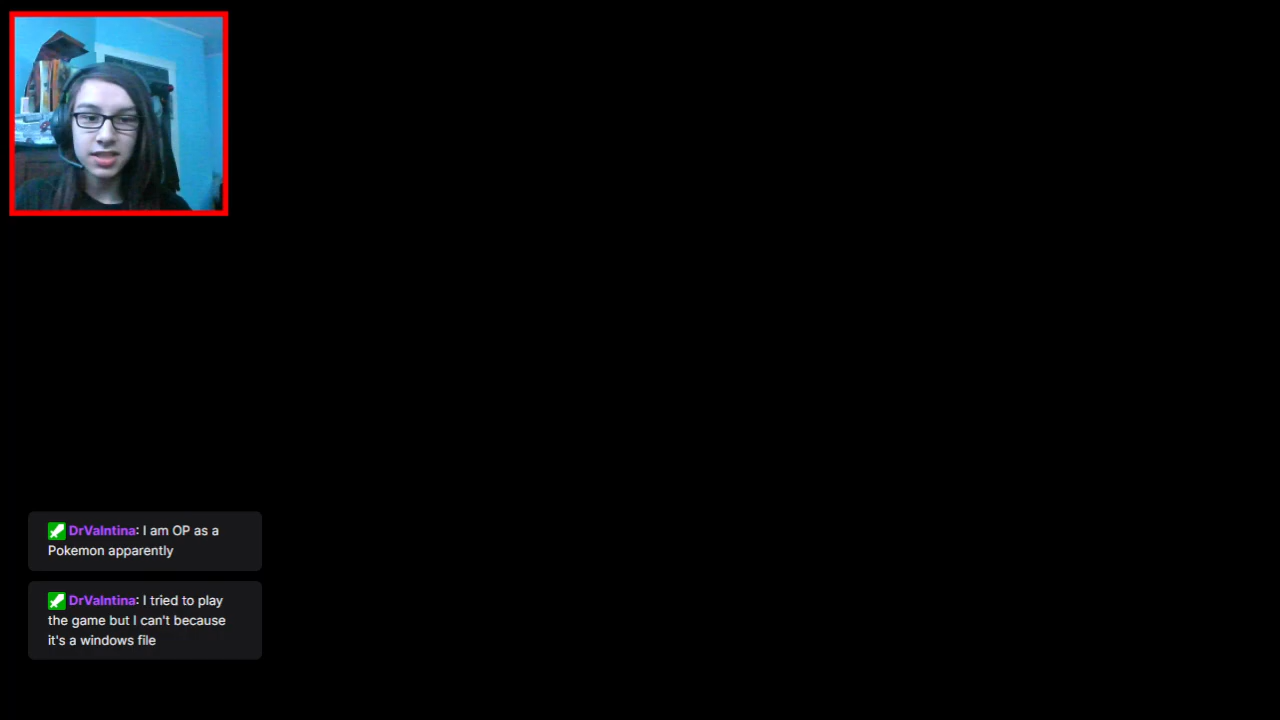 DrValntina: I am OP as a
Pokemon apparently
DrValntina: I tried to play
the game but I can't because
it's a windows file